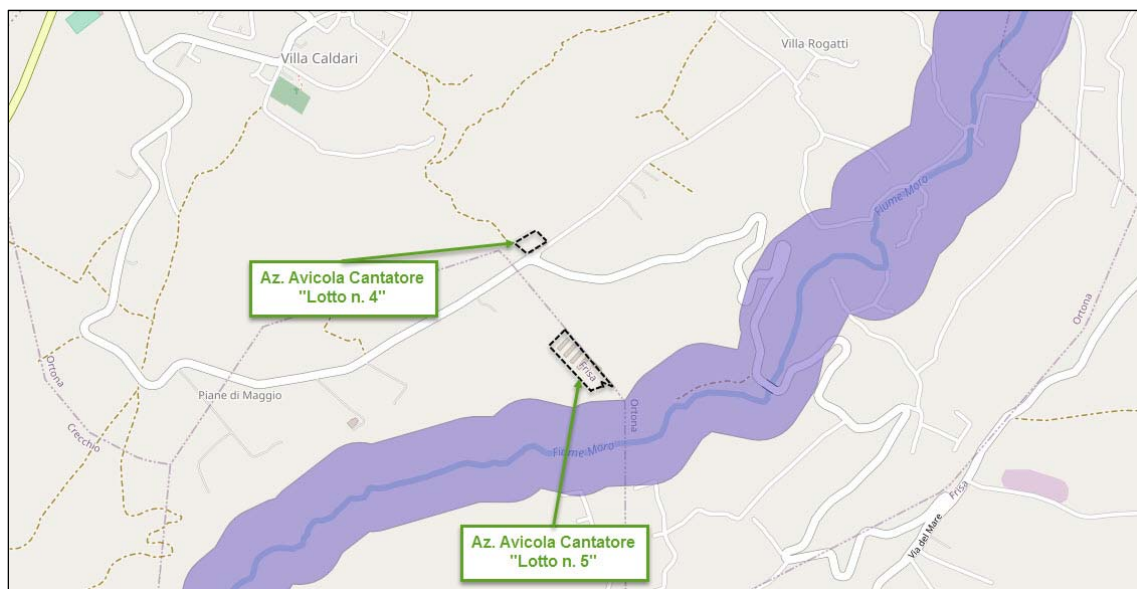 Villa Caldari
Villa Rogatti
Fiume Moro
Az. Avicola Cantatore
"Lotto n. 4"
Ortona
Frisa
Ortona
Ortona
Piane di Maggio
Crecchio
Fiume Moro
Frisa
Via del Mare
Az. Avicola Cantatore
"Lotto n. 5"